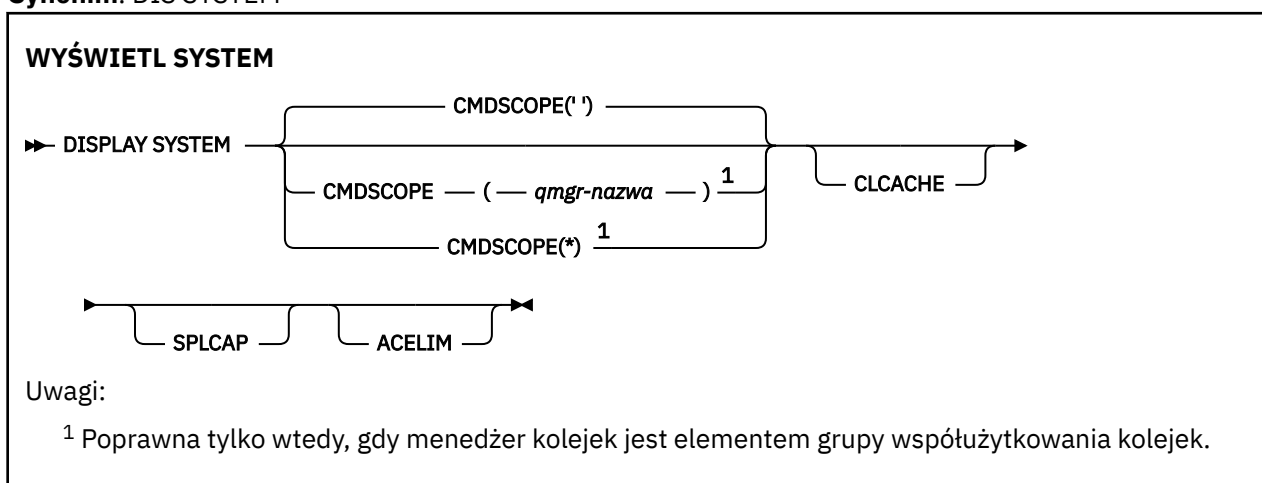 Synonim: DIS SYSTEM
WYŚWIETL SYSTEM
CMDSCOPE(' ')
DISPLAY SYSTEM
CMDSCOPE ( qmgr-nazwa ) 1
CMDSCOPE(*) 1
CLCACHE
SPLCAP
ACELIM
Uwagi:
1 Poprawna tylko wtedy, gdy menedżer kolejek jest elementem grupy współużytkowania kolejek.